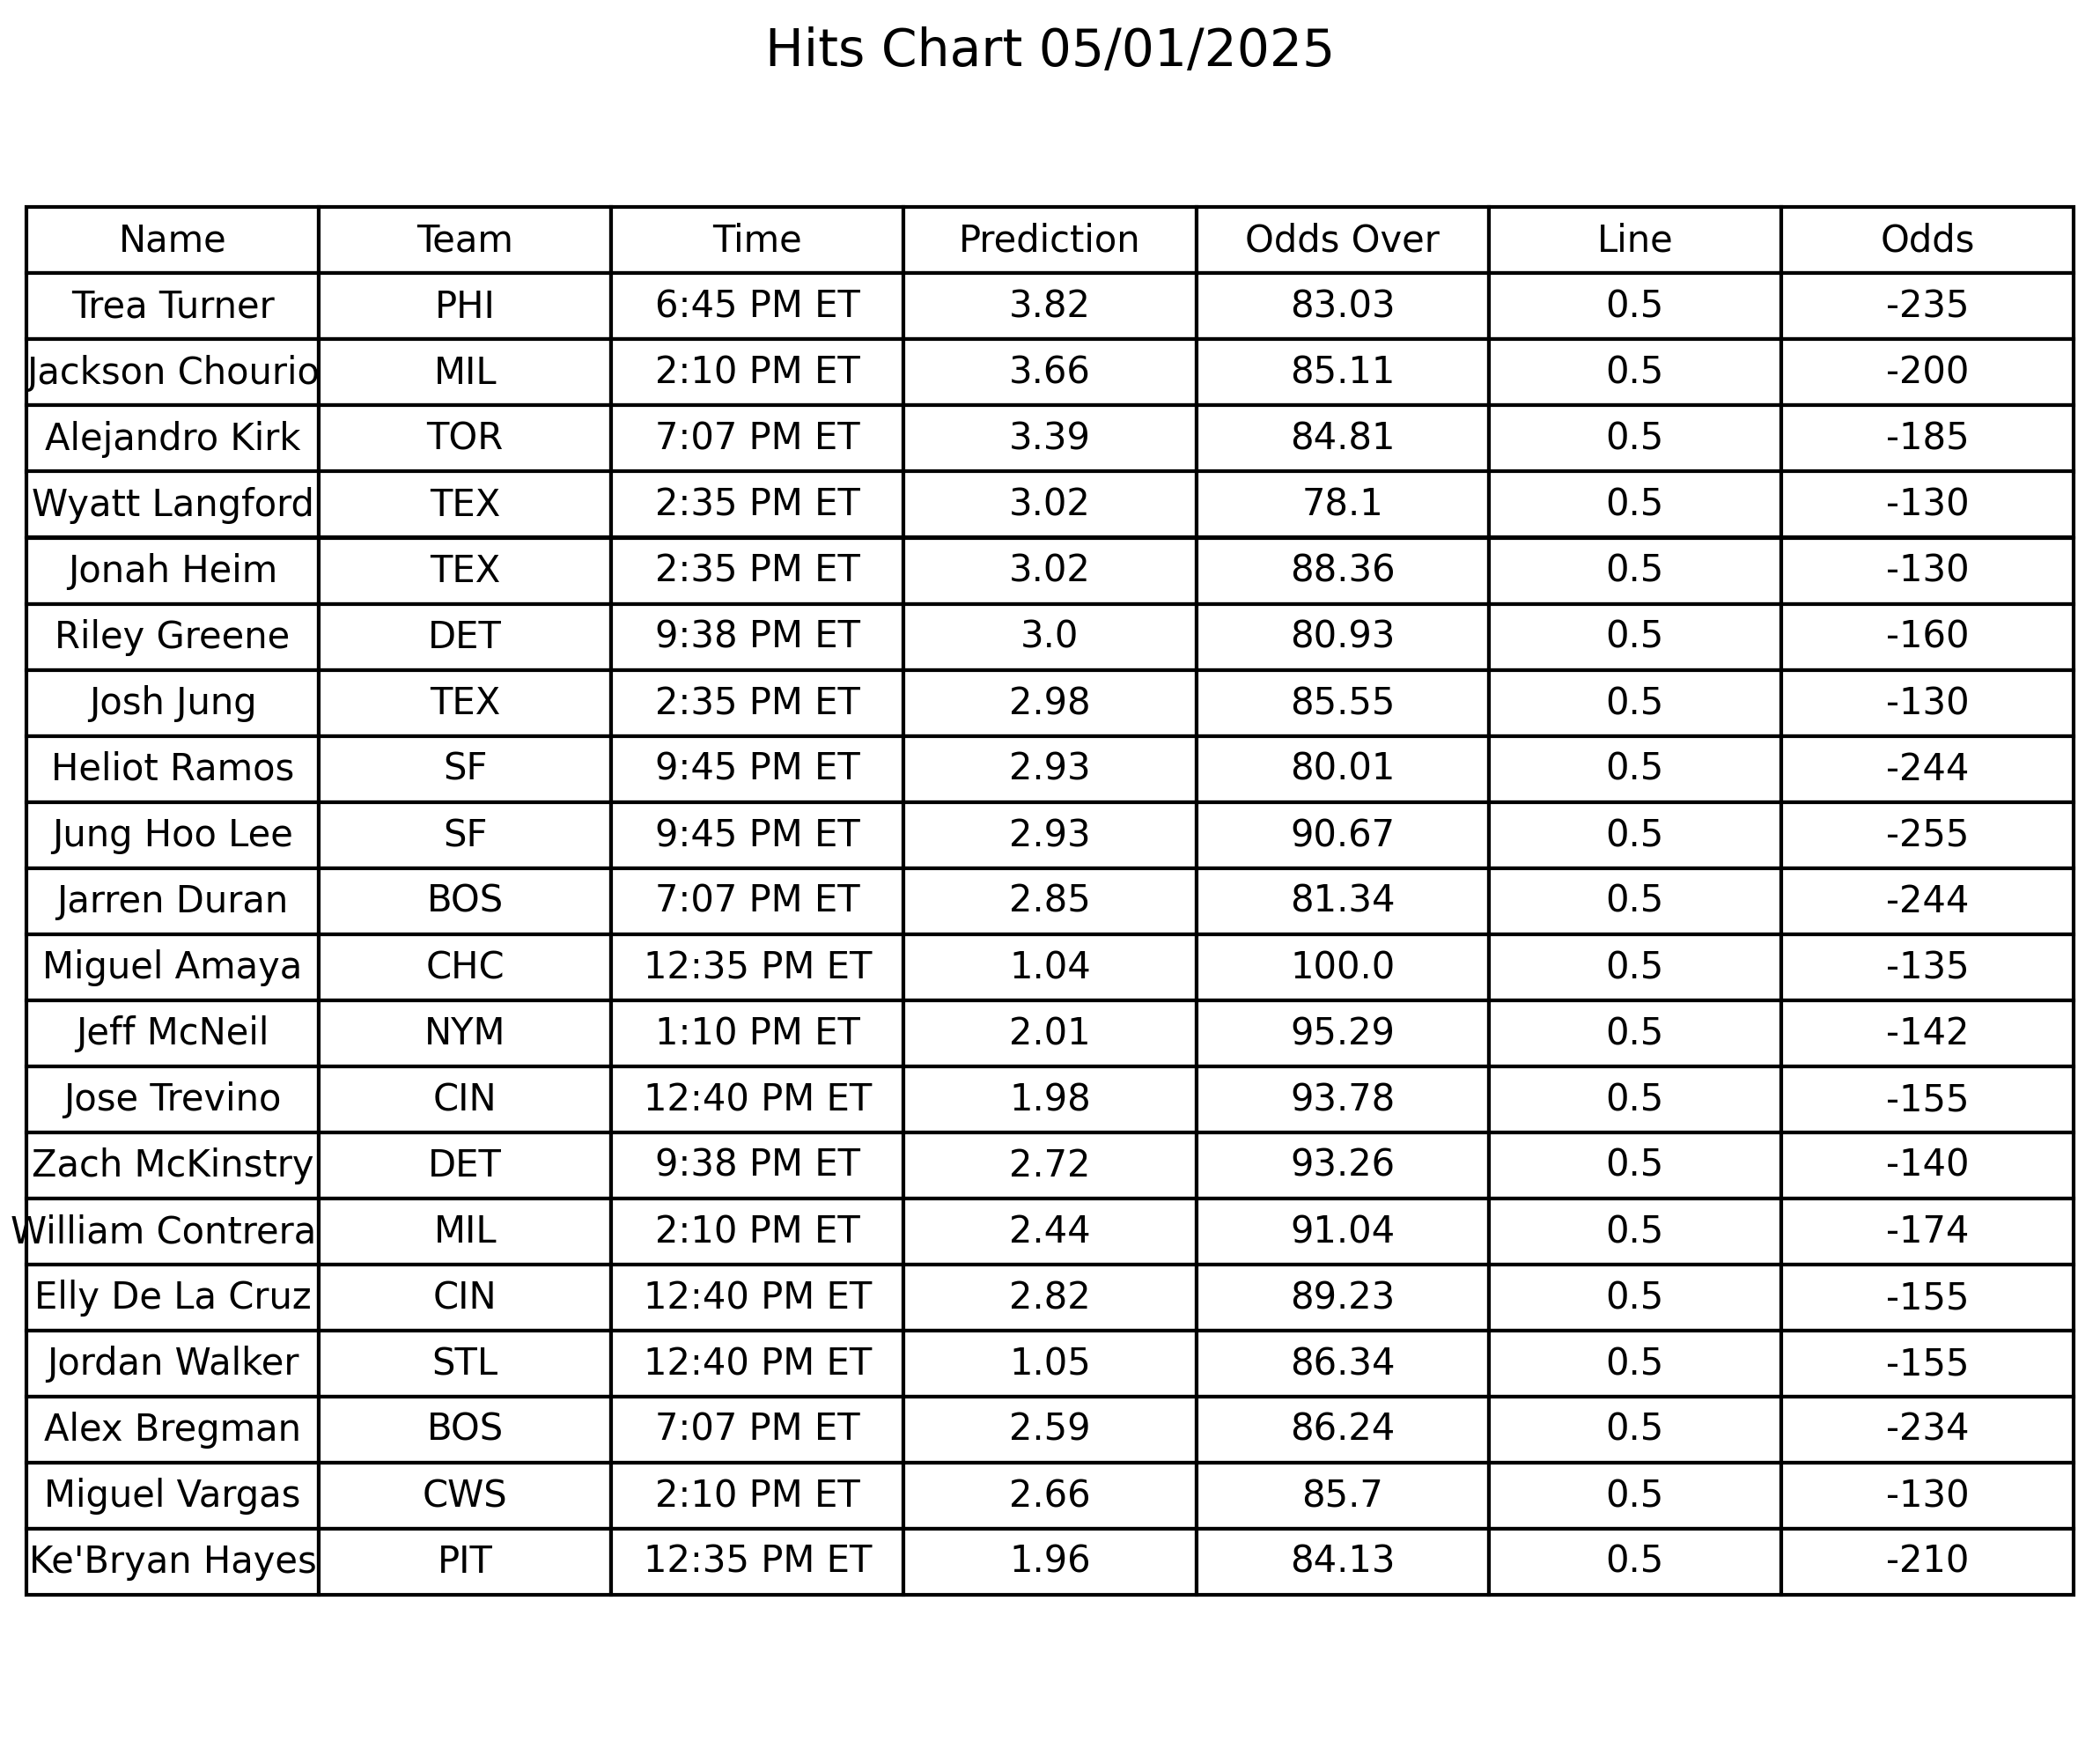 Hits Chart 05/01/2025
Name Team Time Prediction Odds Over Line Odds
Trea Turner PHI 6:45 PM ET 3.82 83.03 0.5 -235
Jackson Chourio MIL 2:10 PM ET 3.66 85.11 0.5 -200
Alejandro Kirk TOR 7:07 PM ET 3.39 84.81 0.5 -185
Wyatt Langford TEX 2:35 PM ET 3.02 78.1 0.5 -130
Jonah Heim TEX 2:35 PM ET 3.02 88.36 0.5 -130
Riley Greene DET 9:38 PM ET 3.0 80.93 0.5 -160
Josh Jung TEX 2:35 PM ET 2.98 85.55 0.5 -130
Heliot Ramos SF 9:45 PM ET 2.93 80.01 0.5 -244
Jung Hoo Lee SF 9:45 PM ET 2.93 90.67 0.5 -255
Jarren Duran BOS 7:07 PM ET 2.85 81.34 0.5 -244
Miguel Amaya CHC 12:35 PM ET 1.04 100.0 0.5 -135
Jeff McNeil NYM 1:10 PM ET 2.01 95.29 0.5 -142
Jose Trevino CIN 12:40 PM ET 1.98 93.78 0.5 -155
Zach McKinstry DET 9:38 PM ET 2.72 93.26 0.5 -140
William Contrera MIL 2:10 PM ET 2.44 91.04 0.5 -174
Elly De La Cruz CIN 12:40 PM ET 2.82 89.23 0.5 -155
Jordan Walker STL 12:40 PM ET 1.05 86.34 0.5 -155
Alex Bregman BOS 7:07 PM ET 2.59 86.24 0.5 -234
Miguel Vargas CWS 2:10 PM ET 2.66 85.7 0.5 -130
Ke'Bryan Hayes PIT 12:35 PM ET 1.96 84.13 0.5 -210